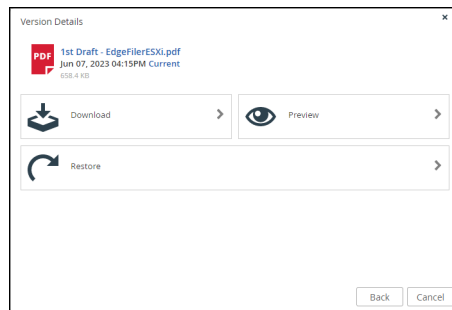 Version Details
×
PDF
1st Draft - EdgeFilerESXi.pdf
Jun 07, 2023 04:15PM Current
658.4 KB
Download
Preview
Restore
Back
Cancel